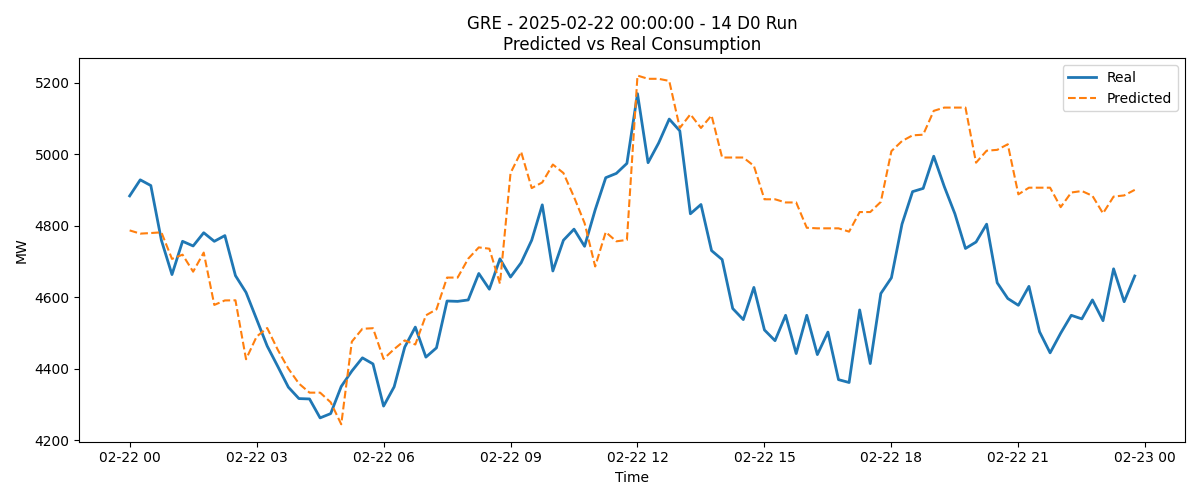 GRE - 2025-02-22 00:00:00 - 14 D0 Run
Predicted vs Real Consumption
Real
Predicted
MW
5200
5000
4800
4600
4400
4200
02-22 00
02-22 03
02-22 06
02-22 09
02-22 12
02-22 15
02-22 18
02-22 21
02-23 00
Time